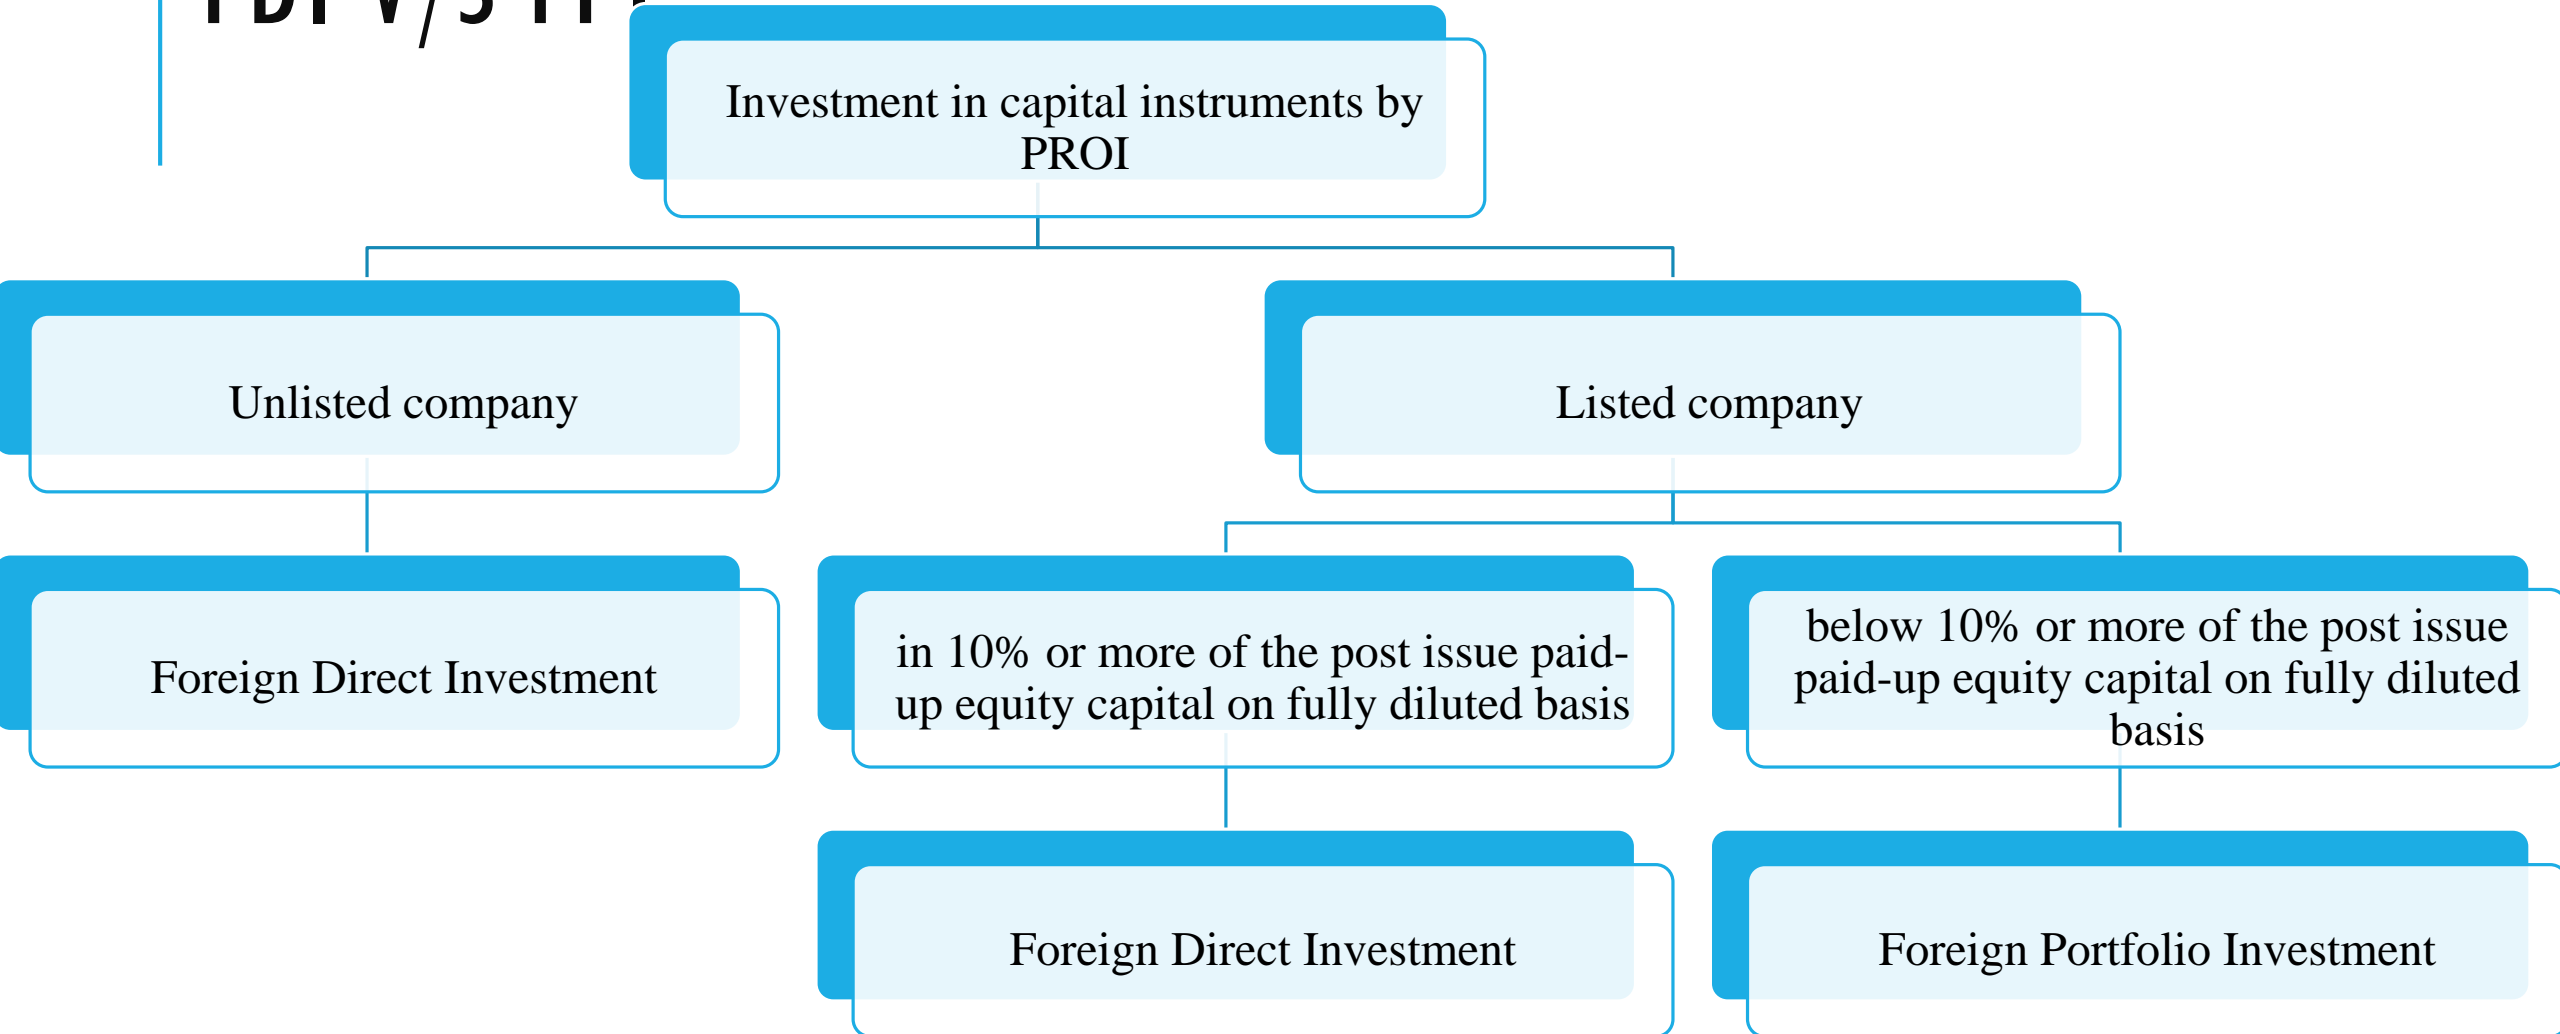 FDI V/S FPI
Investment in capital instruments by
PROI
Unlisted company
Listed company
Foreign Direct Investment
in 10% or more of the post issue paid-
up equity capital on fully diluted basis
below 10% or more of the post issue
paid-up equity capital on fully diluted
basis
Foreign Direct Investment
Foreign Portfolio Investment